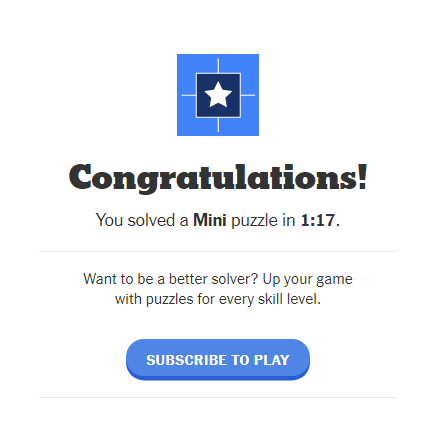 Congratulations!
You solved a Mini puzzle in 1:17.
Want to be a better solver? Up your game
with puzzles for every skill level.
SUBSCRIBE TO PLAY